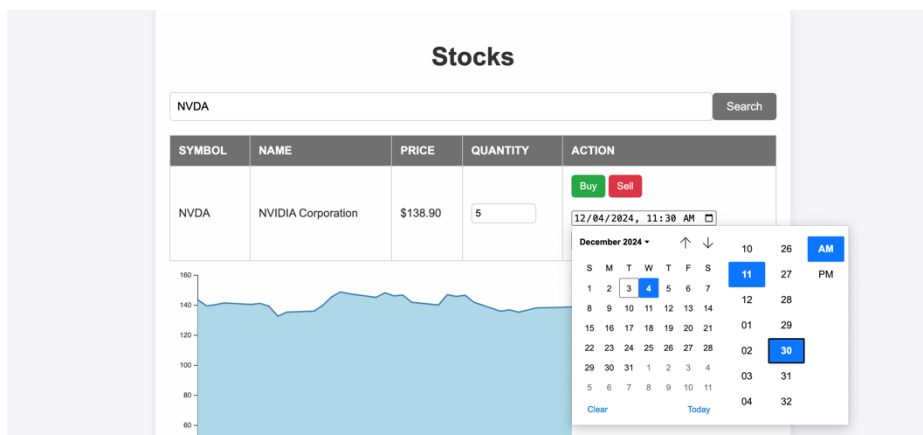 Stocks
NVDA
Search
SYMBOL NAME PRICE QUANTITY ACTION
Buy Sell
NVDA NVIDIA Corporation $138.90 5
12/04/2024, 11:30 AM
December 2024
S M T W T F S
1 2 3 4 5 6 7
8 9 10 11 12 13 14
15 16 17 18 19 20 21
22 23 24 25 26 27 28
29 30 31 1 2 3 4
5 6 7 8 9 10 11
Clear Today
10 26 AM
11 27 PM
12 28
01 29
02 30
03 31
04 32
160
140
120
100
80
60